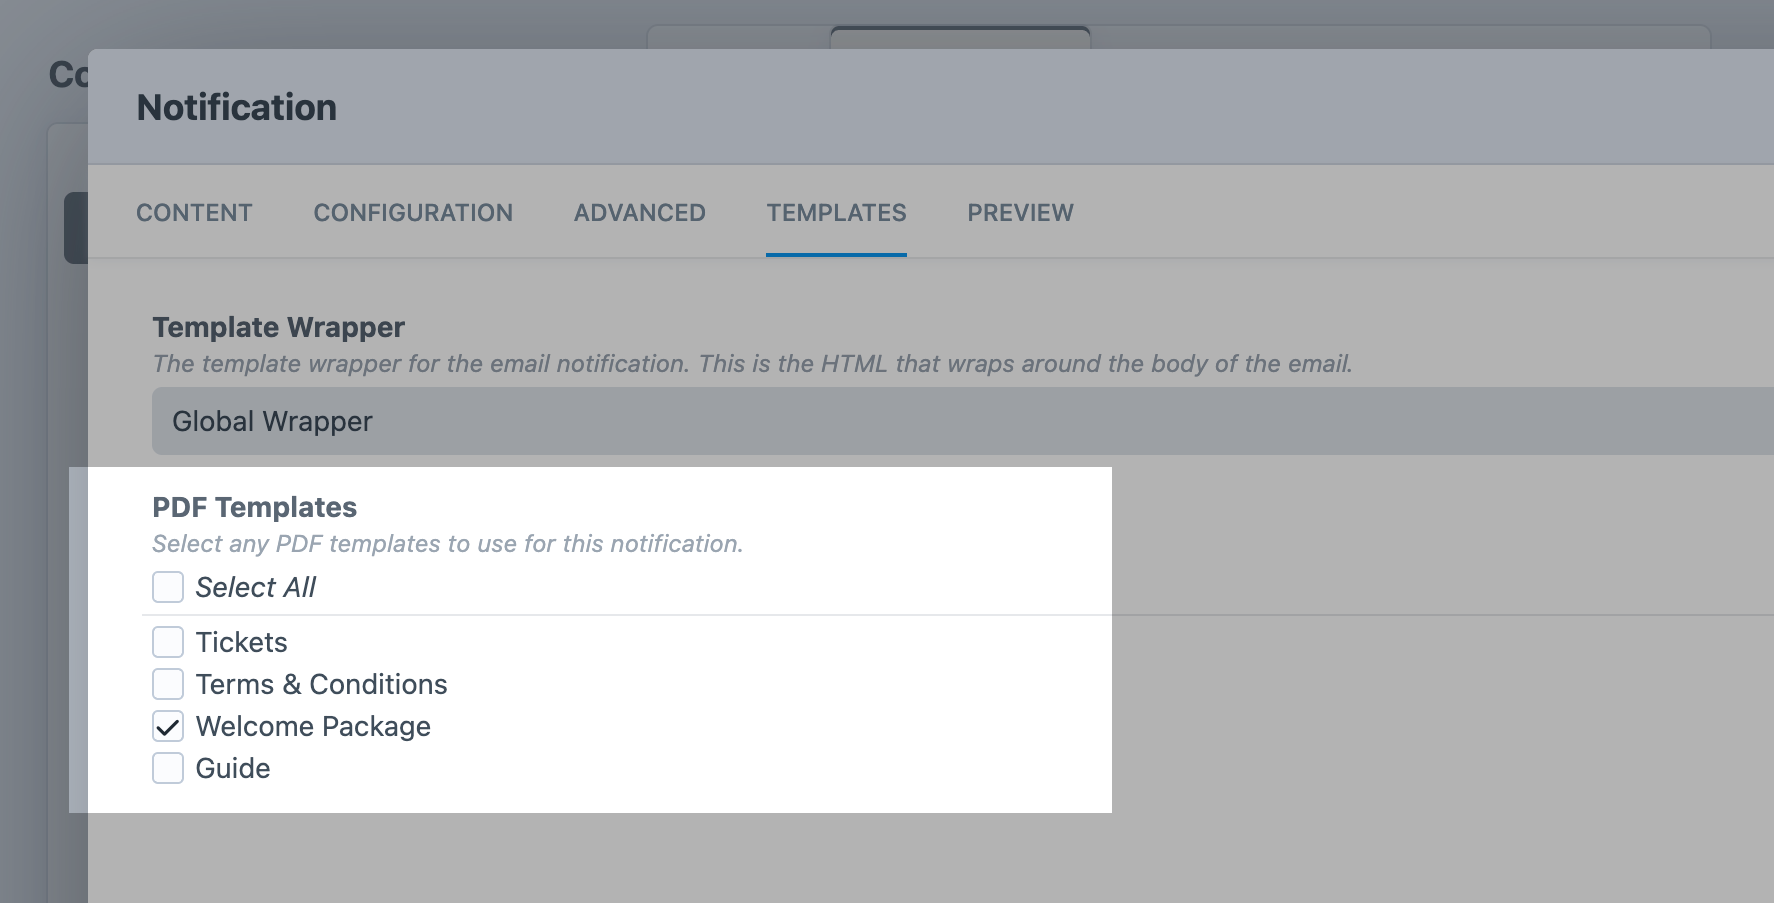 Co
Notification
CONTENT CONFIGURATION ADVANCED TEMPLATES PREVIEW
Template Wrapper
The template wrapper for the email notification. This is the HTML that wraps around the body of the email.
Global Wrapper
PDF Templates
Select any PDF templates to use for this notification.
Select All
Tickets
Terms & Conditions
Welcome Package
Guide